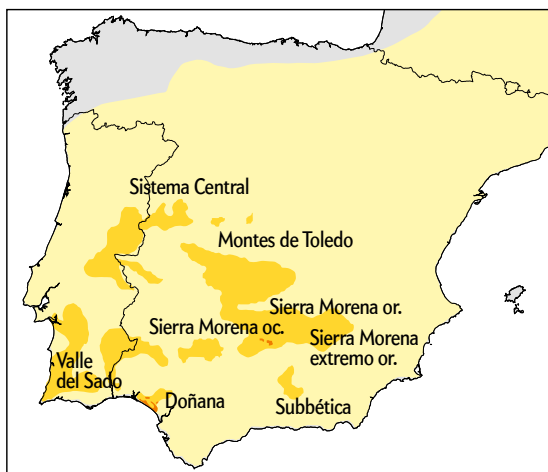 Sistema Central
Montes de Toledo
Sierra Morena or.
Sierra Morena oc.
Sierra Morena
extremo or.
Valle
del Sado
Doñana
Subbética